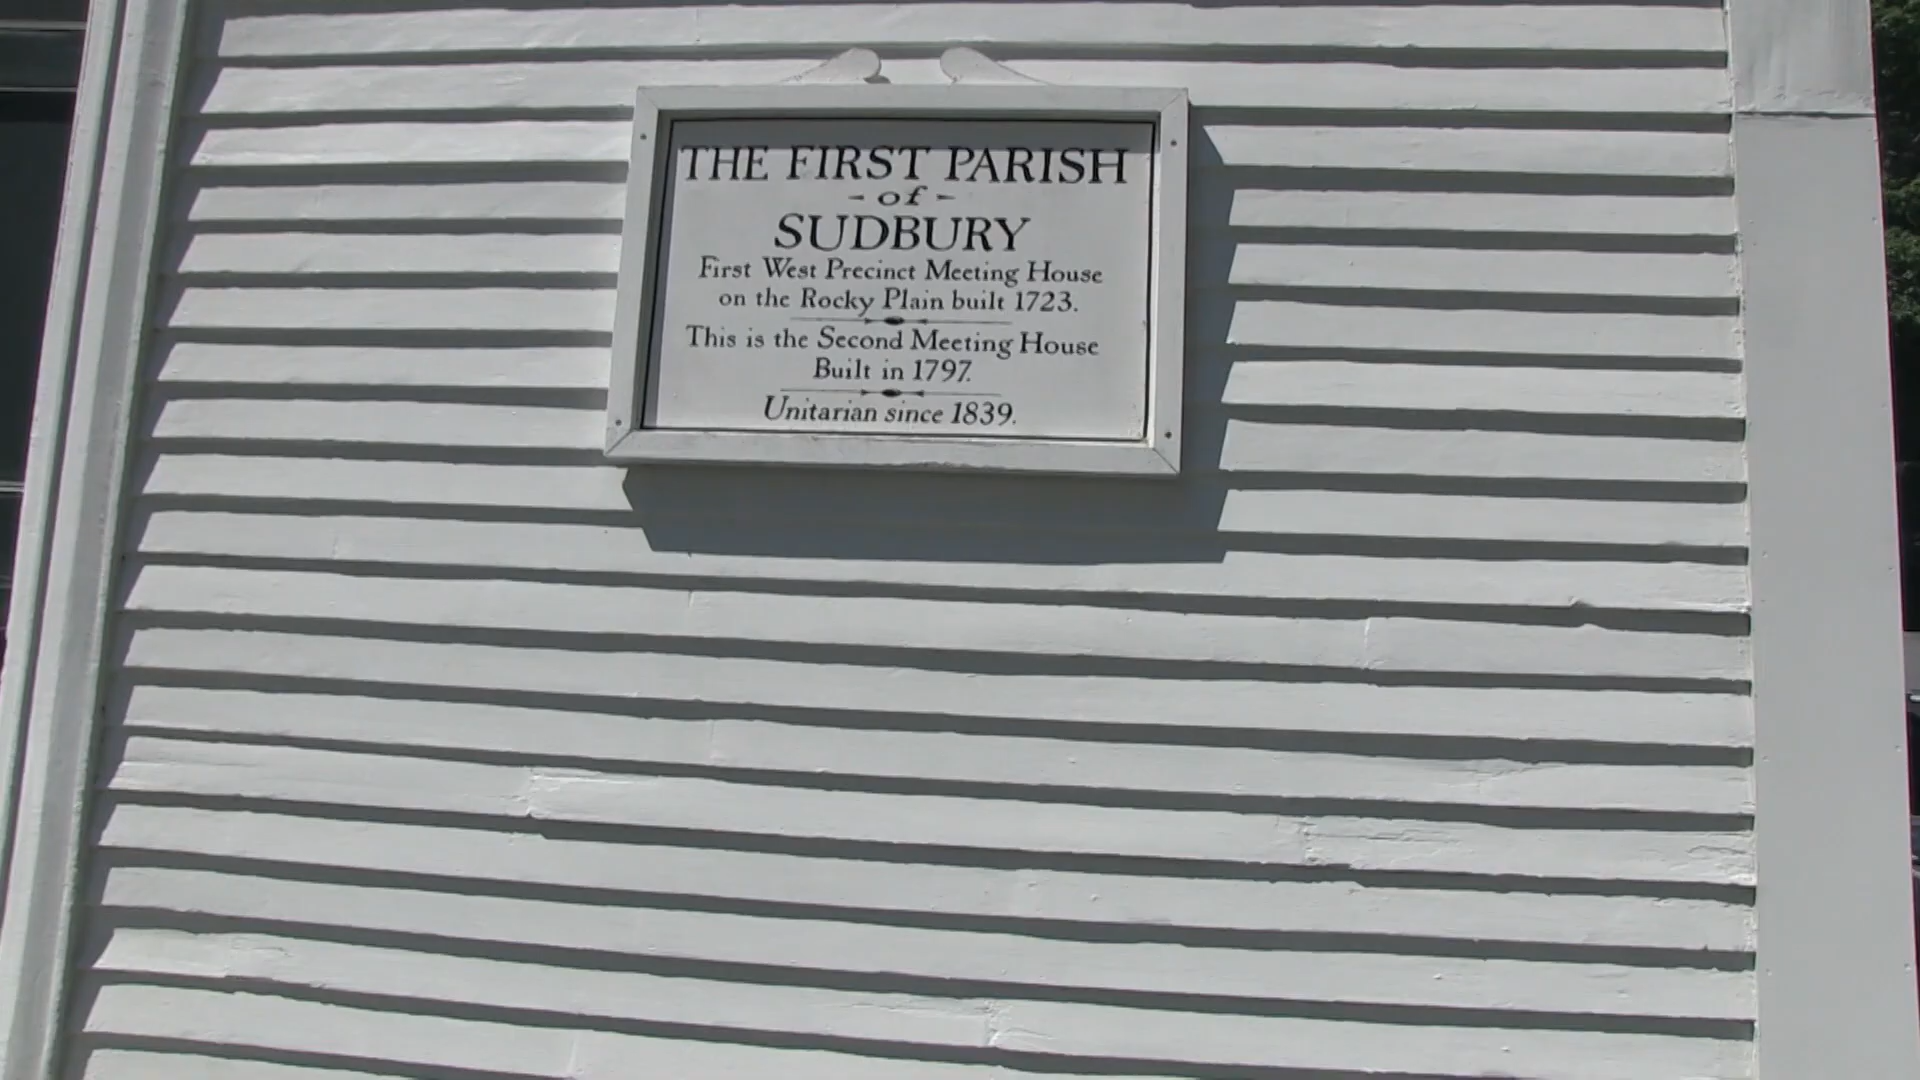 THE FIRST PARISH
- of -
SUDBURY
First West Precinct Meeting House
on the Rocky Plain built 1723.
This is the Second Meeting House
Built in 1797.
Unitarian since 1839.